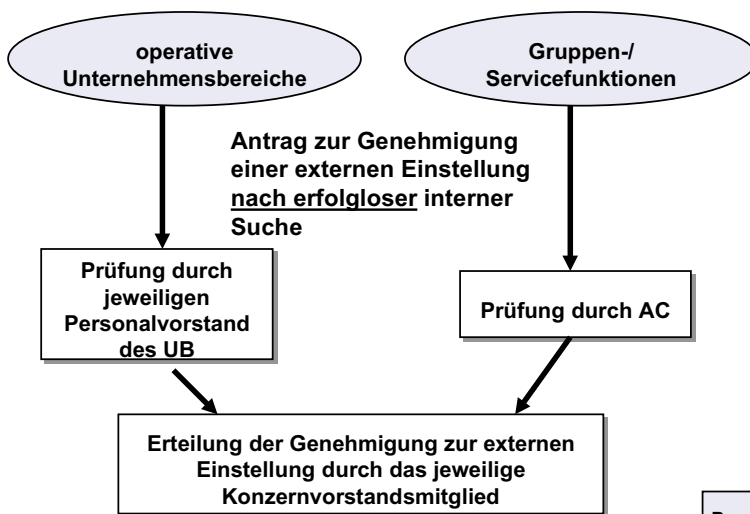 operative
Unternehmensbereiche
Gruppen-/
Servicefunktionen
Antrag zur Genehmigung
einer externen Einstellung
nach erfolgloser interner
Suche
Prüfung durch
jeweiligen
Personalvorstand
des UB
Prüfung durch AC
Erteilung der Genehmigung zur externen
Einstellung durch das jeweilige
Konzernvorstandsmitglied